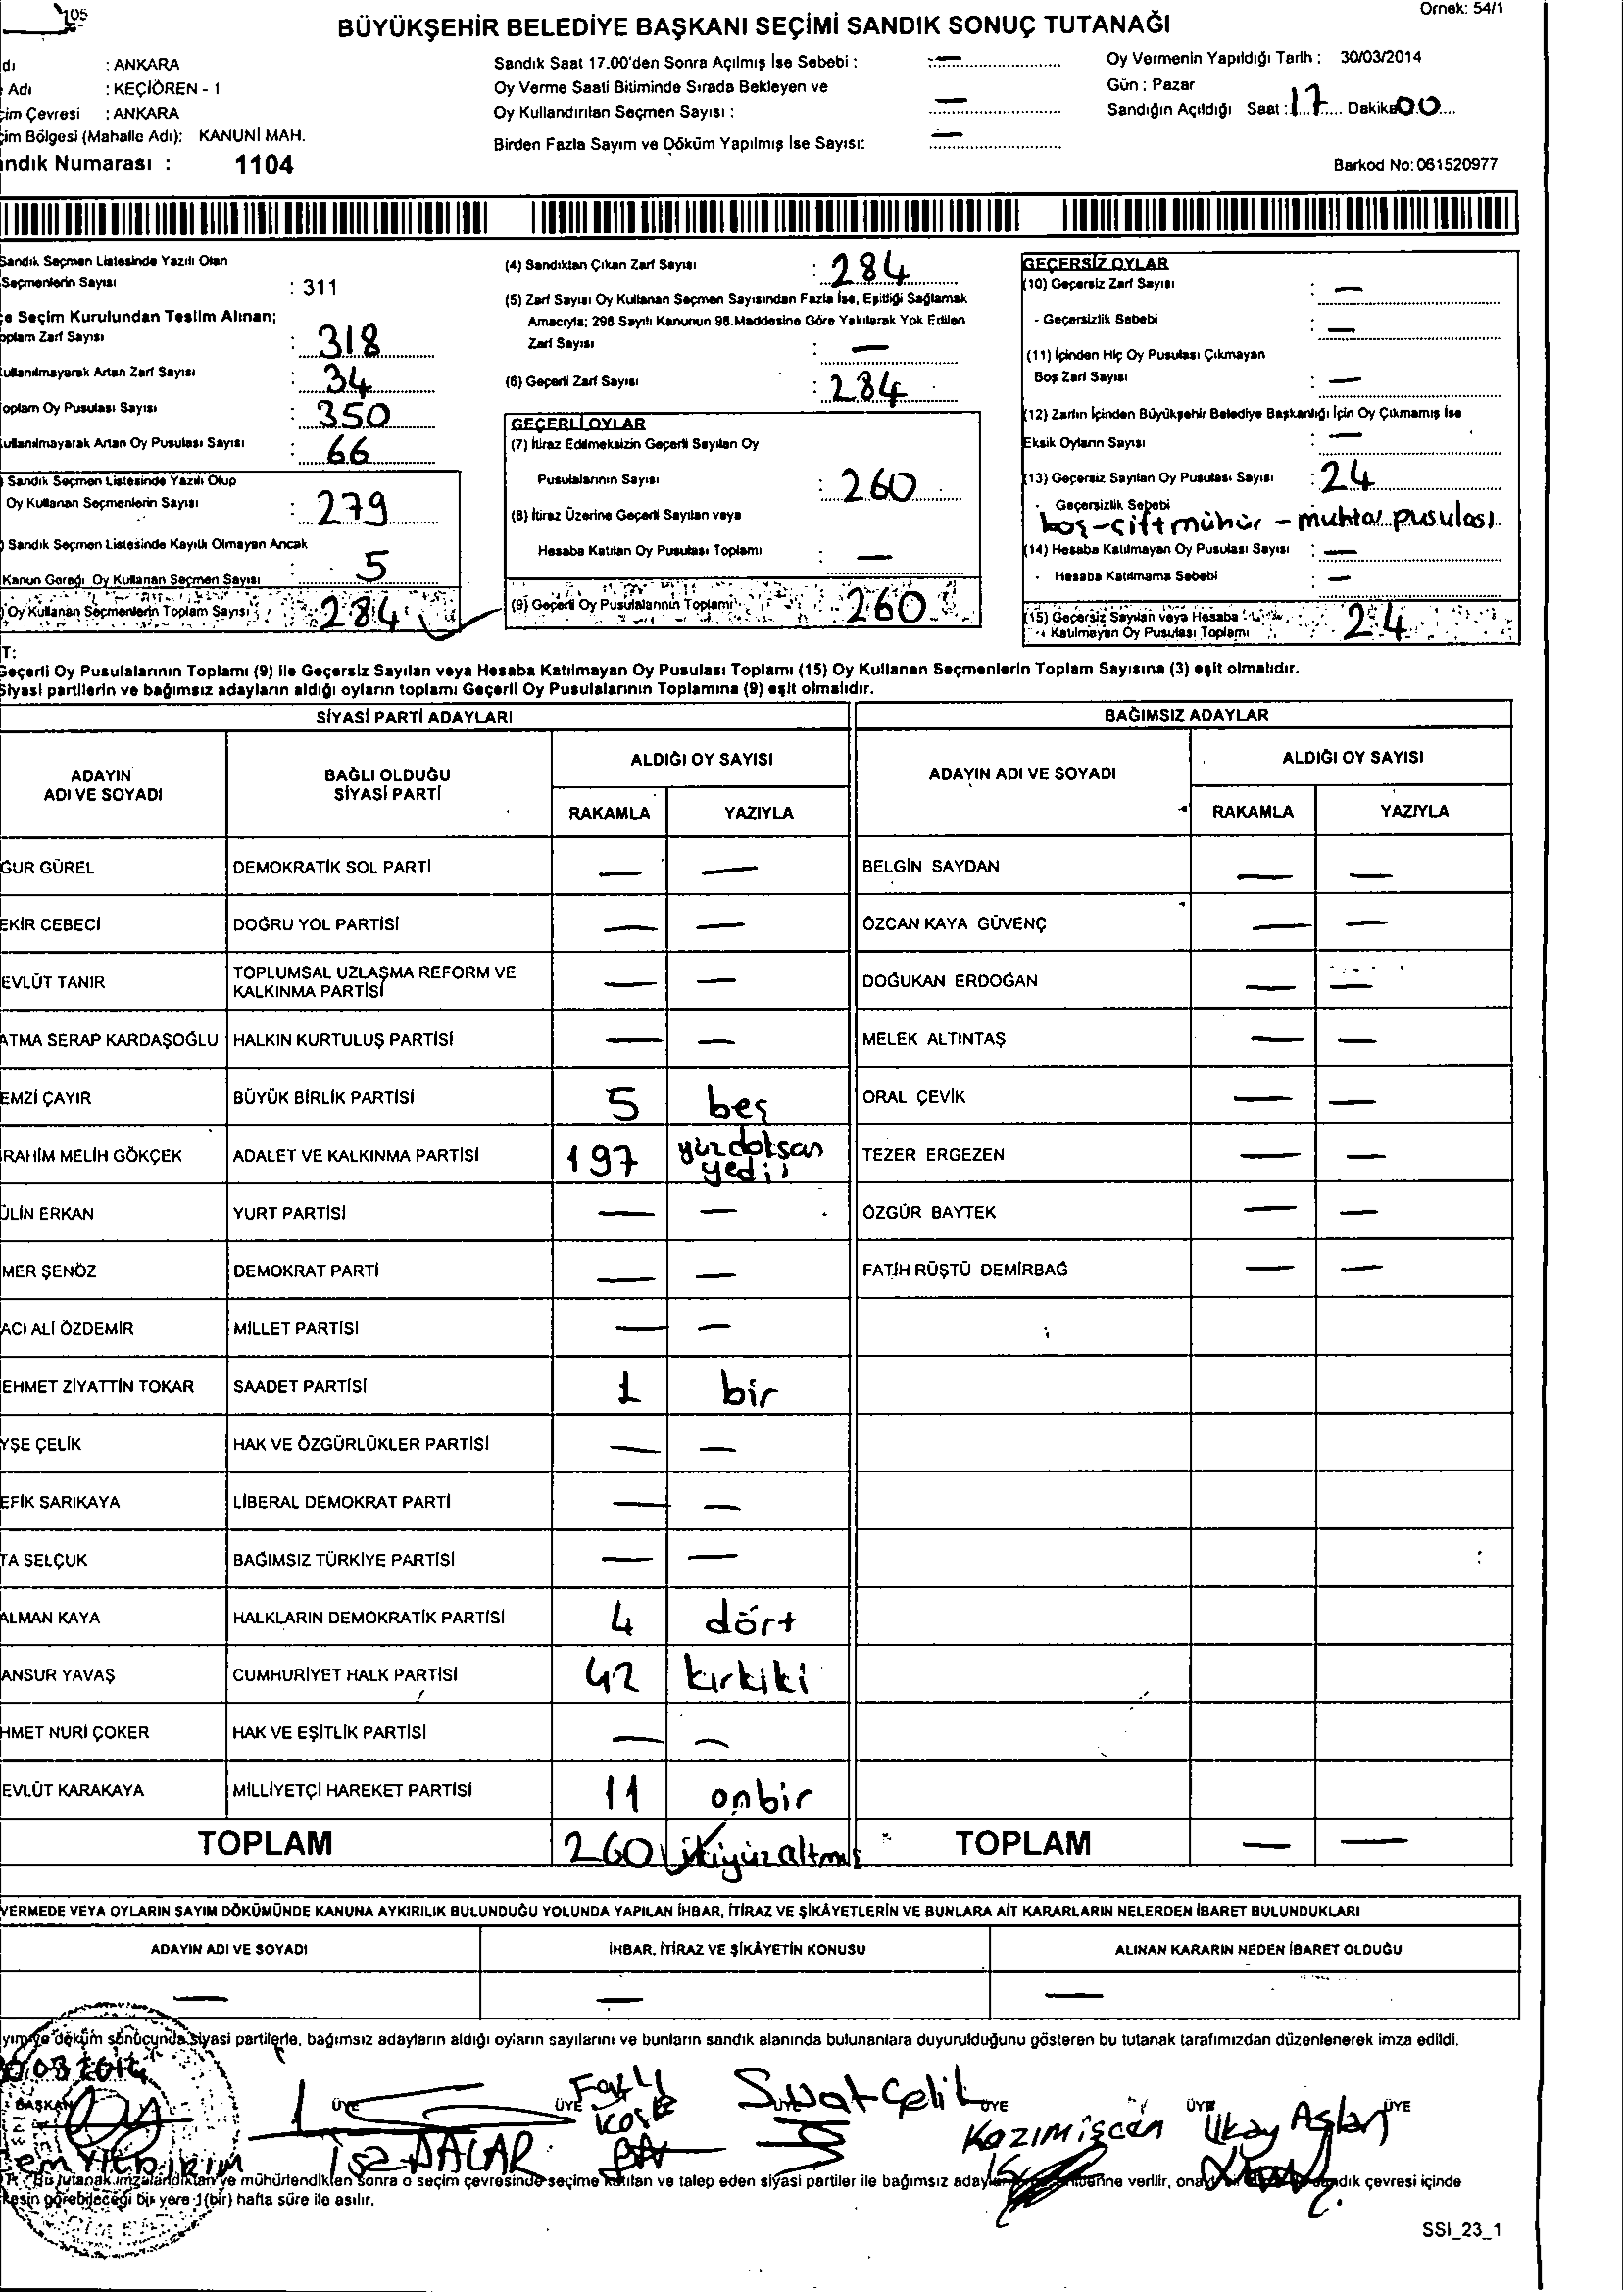 105
Örnek: 54/1
BÜYÜKŞEHİR BELEDİYE BAŞKANI SEÇİMİ SANDIK SONUÇ TUTANAĞI
dı : ANKARA
Adı : KEÇİÖREN - 1
çim Çevresi : ANKARA
çim Bölgesi (Mahalle Adı): KANUNİ MAH.
ndık Numarası : 1104
Sandık Saat 17.00'den Sonra Açılmış İse Sebebi : —
Oy Verme Saati Bitiminde Sırada Bekleyen ve
Oy Kullandırılan Seçmen Sayısı : —
Birden Fazla Sayım ve Döküm Yapılmış İse Sayısı: —
Oy Vermenin Yapıldığı Tarih : 30/03/2014
Gün : Pazar
Sandığın Açıldığı Saat : 17 Dakika 00
Barkod No: 061520977
Sandık Seçmen Listesinde Yazılı Olan
Seçmenlerin Sayısı : 311
çe Seçim Kurulundan Teslim Alınan;
oplam Zarf Sayısı : 318
ullanılmayarak Artan Zarf Sayısı : 34
oplam Oy Pusulası Sayısı : 350
ullanılmayarak Artan Oy Pusulası Sayısı : 66
) Sandık Seçmen Listesinde Yazılı Olup
Oy Kullanan Seçmenlerin Sayısı : 279
) Sandık Seçmen Listesinde Kayıtlı Olmayan Ancak
Kanun Gereği Oy Kullanan Seçmen Sayısı : 5
) Oy Kullanan Seçmenlerin Toplam Sayısı : 284
(4) Sandıktan Çıkan Zarf Sayısı : 284
(5) Zarf Sayısı Oy Kullanan Seçmen Sayısından Fazla İse, Eşitliği Sağlamak
Amacıyla; 298 Sayılı Kanunun 98.Maddesine Göre Yakılarak Yok Edilen
Zarf Sayısı : —
(6) Geçerli Zarf Sayısı : 284
GEÇERLİ OYLAR
(7) İtiraz Edilmeksizin Geçerli Sayılan Oy
Pusulalarının Sayısı : 260
(8) İtiraz Üzerine Geçerli Sayılan veya
Hesaba Katılan Oy Pusulası Toplamı : —
(9) Geçerli Oy Pusulalarının Toplamı : 260
GEÇERSİZ OYLAR
(10) Geçersiz Zarf Sayısı : —
- Geçersizlik Sebebi : —
(11) İçinden Hiç Oy Pusulası Çıkmayan
Boş Zarf Sayısı : —
(12) Zarfın İçinden Büyükşehir Belediye Başkanlığı İçin Oy Çıkmamış İse
Eksik Oyların Sayısı : —
(13) Geçersiz Sayılan Oy Pusulası Sayısı : 24
- Geçersizlik Sebebi
boş-çift mühür - muhtar pusulası
(14) Hesaba Katılmayan Oy Pusulası Sayısı : —
- Hesaba Katılmama Sebebi : —
(15) Geçersiz Sayılan veya Hesaba
Katılmayan Oy Pusulası Toplamı : 24
T:
Geçerli Oy Pusulalarının Toplamı (9) ile Geçersiz Sayılan veya Hesaba Katılmayan Oy Pusulası Toplamı (15) Oy Kullanan Seçmenlerin Toplam Sayısına (3) eşit olmalıdır.
Siyasi partilerin ve bağımsız adayların aldığı oyların toplamı Geçerli Oy Pusulalarının Toplamına (9) eşit olmalıdır.
SİYASİ PARTİ ADAYLARI BAĞIMSIZ ADAYLAR
ADAYIN ADI VE SOYADI BAĞLI OLDUĞU SİYASİ PARTİ ALDIĞI OY SAYISI ADAYIN ADI VE SOYADI ALDIĞI OY SAYISI
RAKAMLA YAZIYLA RAKAMLA YAZIYLA
ĞUR GÜREL DEMOKRATİK SOL PARTİ — — BELGİN SAYDAN — —
EKİR CEBECİ DOĞRU YOL PARTİSİ — — ÖZCAN KAYA GÜVENÇ — —
EVLÜT TANIR TOPLUMSAL UZLAŞMA REFORM VE KALKINMA PARTİSİ — — DOĞUKAN ERDOĞAN — —
ATMA SERAP KARDAŞOĞLU HALKIN KURTULUŞ PARTİSİ — — MELEK ALTINTAŞ — —
EMZİ ÇAYIR BÜYÜK BİRLİK PARTİSİ 5 beş ORAL ÇEVİK — —
RAHİM MELİH GÖKÇEK ADALET VE KALKINMA PARTİSİ 197 yüzdoksan yedi TEZER ERGEZEN — —
ÜLİN ERKAN YURT PARTİSİ — — ÖZGÜR BAYTEK — —
MER ŞENÖZ DEMOKRAT PARTİ — — FATİH RÜŞTÜ DEMİRBAĞ — —
ACI ALİ ÖZDEMİR MİLLET PARTİSİ — —
EHMET ZİYATTİN TOKAR SAADET PARTİSİ 1 bir
YŞE ÇELİK HAK VE ÖZGÜRLÜKLER PARTİSİ — —
EFİK SARIKAYA LİBERAL DEMOKRAT PARTİ — —
TA SELÇUK BAĞIMSIZ TÜRKİYE PARTİSİ — —
ALMAN KAYA HALKLARIN DEMOKRATİK PARTİSİ 4 dört
ANSUR YAVAŞ CUMHURİYET HALK PARTİSİ 42 kırkiki
HMET NURİ ÇOKER HAK VE EŞİTLİK PARTİSİ — —
EVLÜT KARAKAYA MİLLİYETÇİ HAREKET PARTİSİ 11 onbir
TOPLAM 260 ikiyüzaltmış TOPLAM — —
VERMEDE VEYA OYLARIN SAYIM DÖKÜMÜNDE KANUNA AYKIRILIK BULUNDUĞU YOLUNDA YAPILAN İHBAR, İTİRAZ VE ŞİKÂYETLERİN VE BUNLARA AİT KARARLARIN NELERDEN İBARET BULUNDUKLARI
ADAYIN ADI VE SOYADI İHBAR, İTİRAZ VE ŞİKÂYETİN KONUSU ALINAN KARARIN NEDEN İBARET OLDUĞU
— — —
yım ve döküm sonucunda siyasi partilerle, bağımsız adayların aldığı oyların sayılarını ve bunların sandık alanında bulunanlara duyurulduğunu gösteren bu tutanak tarafımızdan düzenlenerek imza edildi.
03 2014
BAŞKAN ÜYE ÜYE ÜYE ÜYE ÜYE ÜYE
Suat Çelik
Kazım işcan
İlkay Aslan
Bu tutanak imzalandıktan ve mühürlendikten sonra o seçim çevresinde seçime katılan ve talep eden siyasi partiler ile bağımsız verilir, dık çevresi içinde
kesin görebileceği bir yere 1(bir) hafta süre ile asılır.
SSI_23_1